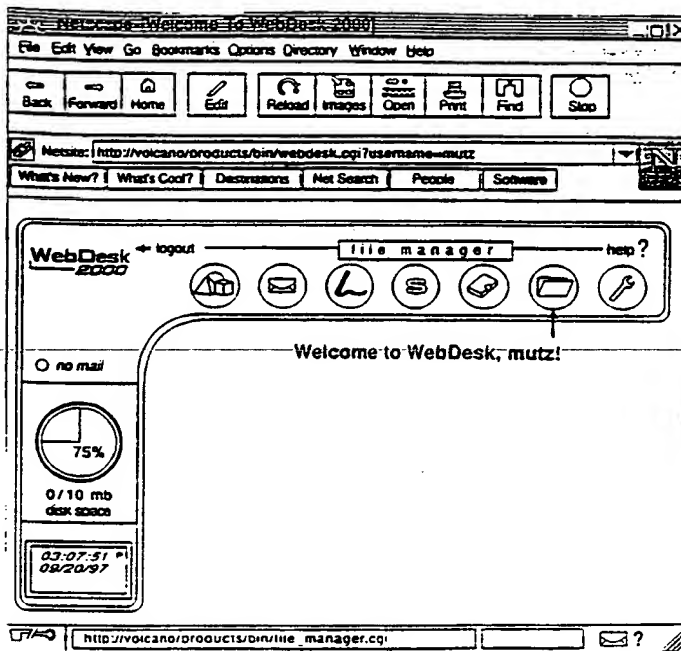 Netscape-[Welcome To WebDesk 2000]
File Edit View Go Bookmarks Options Directory Window Help
Back Forward Home Edit Reload Images Open Print Find Stop
Netsite: http://volcano/products/bin/webdesk.cgi?username=mutz
What's New? What's Cool? Destinations Net Search People Software
WebDesk 2000
logout
file manager
help ?
Welcome to WebDesk, mutz!
no mail
75%
0/10 mb
disk space
03:07:51
09/20/97
http://volcano/products/bin/file_manager.cgi
?